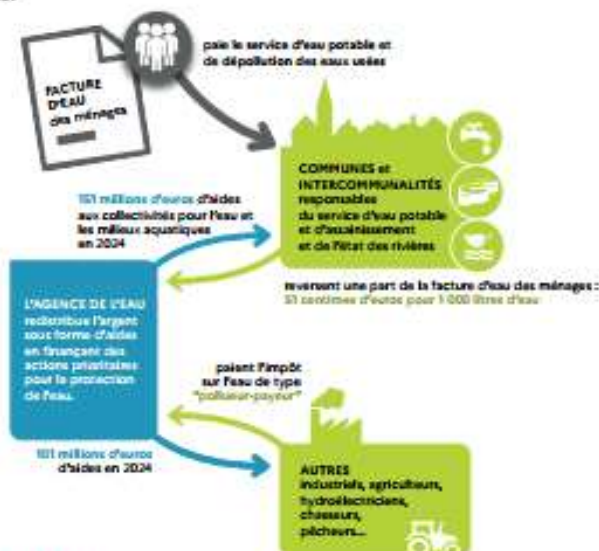 FACTURE
D'EAU
des ménages
paie le service d'eau potable et
de dépollution des eaux usées
COMMUNES et
INTERCOMMUNALITÉS
responsables
du service d'eau potable
et d'assainissement
et de l'état des rivières
151 millions d'euros d'aides
aux collectivités pour l'eau et
les milieux aquatiques
en 2024
reversent une part de la facture d'eau des ménages :
51 centimes d'euros pour 1 000 litres d'eau
L'AGENCE DE L'EAU
redistribue l'argent
sous forme d'aides
en finançant des
actions prioritaires
pour la protection
de l'eau.
paient l'impôt
sur l'eau de type
"pollueur-payeur"
101 millions d'euros
d'aides en 2024
AUTRES
industriels, agriculteurs,
hydroélectriciens,
chasseurs,
pêcheurs...